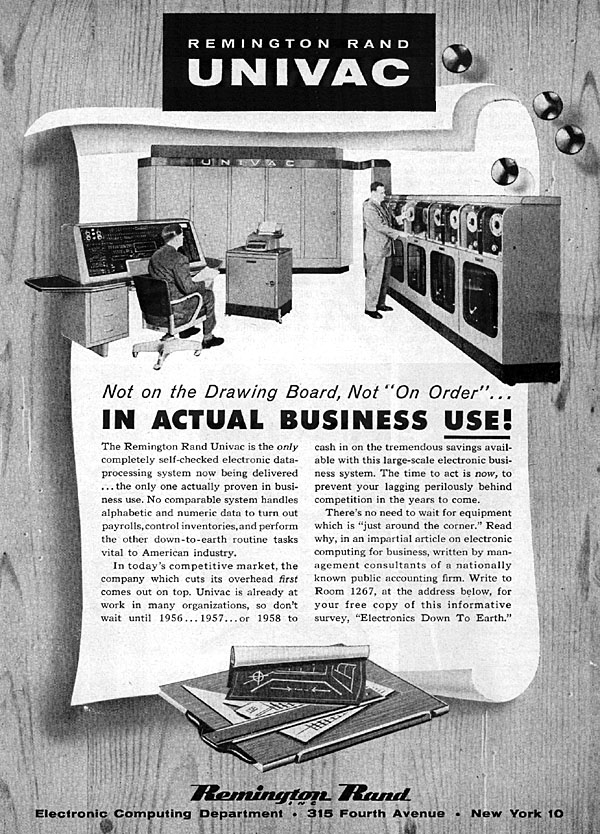 REMINGTON RAND
UNIVAC
UNIVAC
Not on the Drawing Board, Not "On Order"...
IN ACTUAL BUSINESS USE!
The Remington Rand Univac is the only
completely self-checked electronic data-
processing system now being delivered
...the only one actually proven in busi-
ness use. No comparable system handles
alphabetic and numeric data to turn out
payrolls, control inventories, and perform
the other down-to-earth routine tasks
vital to American industry.
In today's competitive market, the
company which cuts its overhead first
comes out on top. Univac is already at
work in many organizations, so don't
wait until 1956...1957...or 1958 to
cash in on the tremendous savings avail-
able with this large-scale electronic busi-
ness system. The time to act is now, to
prevent your lagging perilously behind
competition in the years to come.
There's no need to wait for equipment
which is "just around the corner." Read
why, in an impartial article on electronic
computing for business, written by man-
agement consultants of a nationally
known public accounting firm. Write to
Room 1267, at the address below, for
your free copy of this informative
survey, "Electronics Down To Earth."
Remington Rand
INC
Electronic Computing Department • 315 Fourth Avenue • New York 10